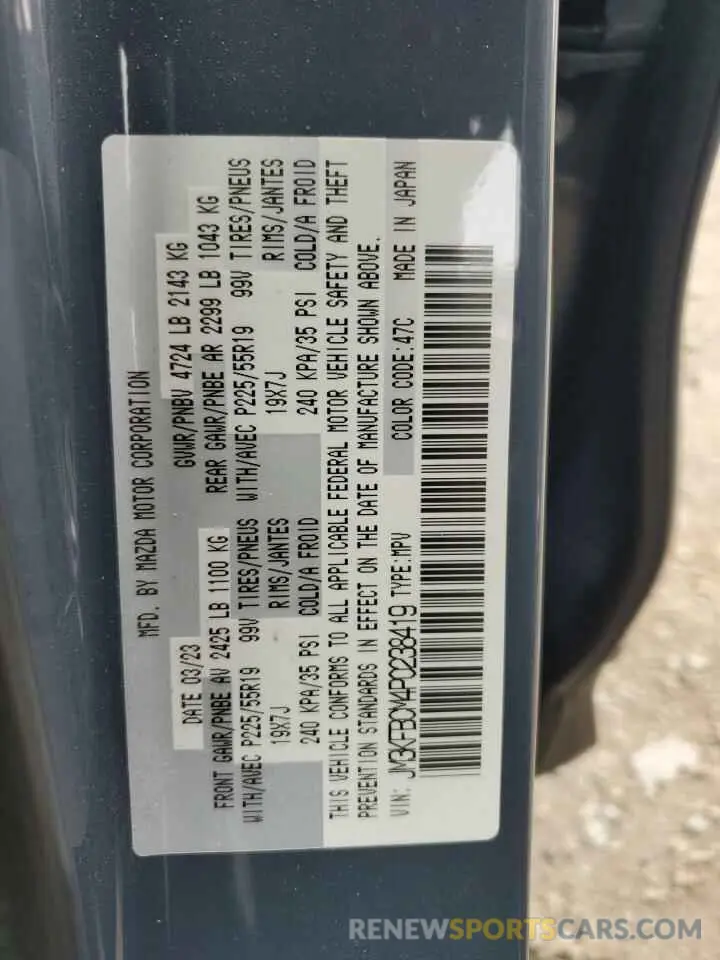 MFD. BY MAZDA MOTOR CORPORATION
DATE 03/23
GVWR/PNBV 4724 LB 2143 KG
FRONT GAWR/PNBE AV 2425 LB 1100 KG
REAR GAWR/PNBE AR 2299 LB 1043 KG
WITH/AVEC P225/55R19 99V TIRES/PNEUS
WITH/AVEC P225/55R19 99V TIRES/PNEUS
19X7J RIMS/JANTES
19X7J RIMS/JANTES
240 KPA/35 PSI COLD/A FROID
240 KPA/35 PSI COLD/A FROID
THIS VEHICLE CONFORMS TO ALL APPLICABLE FEDERAL MOTOR VEHICLE SAFETY AND THEFT
PREVENTION STANDARDS IN EFFECT ON THE DATE OF MANUFACTURE SHOWN ABOVE.
VIN: JM3KFBCM4P0238419 TYPE:MPV COLOR CODE:47C MADE IN JAPAN
RENEWSPORTSCARS.COM